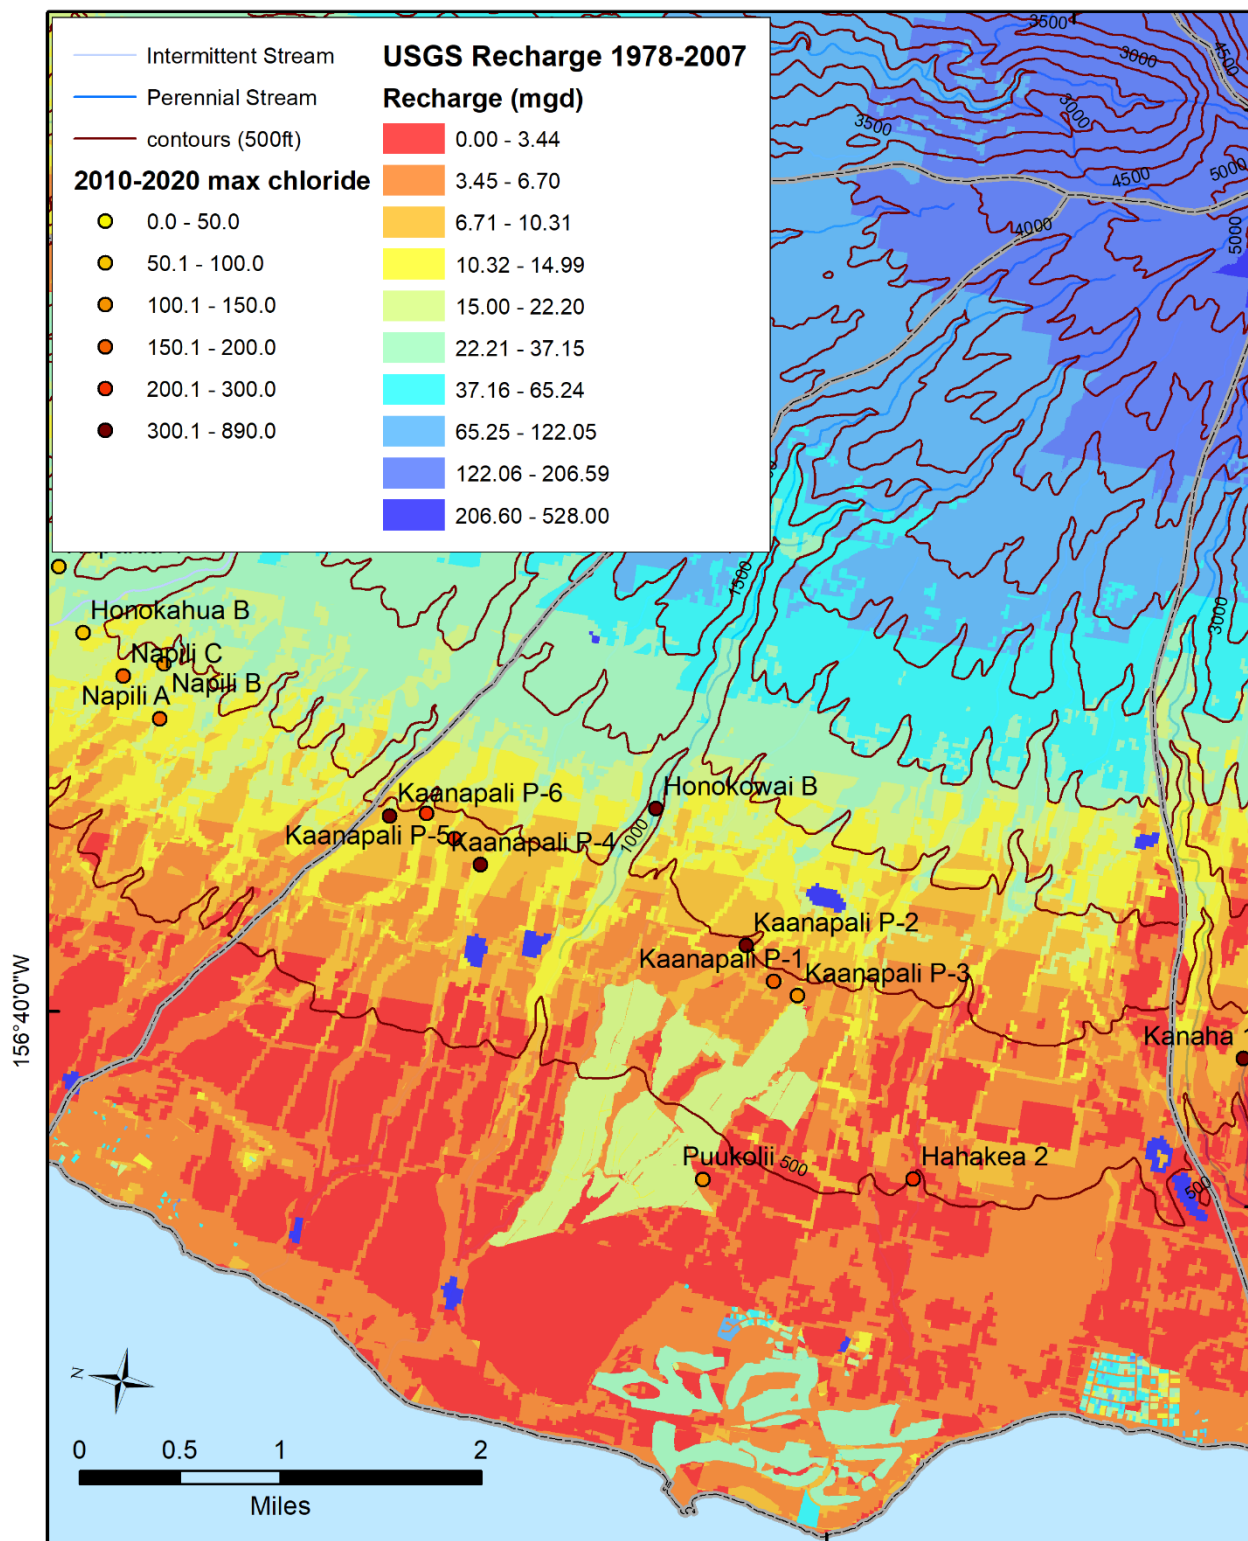 Intermittent Stream
Perennial Stream
contours (500ft)
2010-2020 max chloride
0.0 - 50.0
50.1 - 100.0
100.1 - 150.0
150.1 - 200.0
200.1 - 300.0
300.1 - 890.0
USGS Recharge 1978-2007
Recharge (mgd)
0.00 - 3.44
3.45 - 6.70
6.71 - 10.31
10.32 - 14.99
15.00 - 22.20
22.21 - 37.15
37.16 - 65.24
65.25 - 122.05
122.06 - 206.59
206.60 - 528.00
3500
4500
3000
3000
3500
4500
5000
4000
5000
1500
3000
Honokahua B
Napili C
Napili B
Napili A
Kaanapali P-6
Honokowai B
Kaanapali P-5
Kaanapali P-4
1000
Kaanapali P-2
Kaanapali P-1
Kaanapali P-3
Kanaha 1
156°40'0"W
Puukolii
500
Hahakea 2
500
N
0
0.5
1
2
Miles